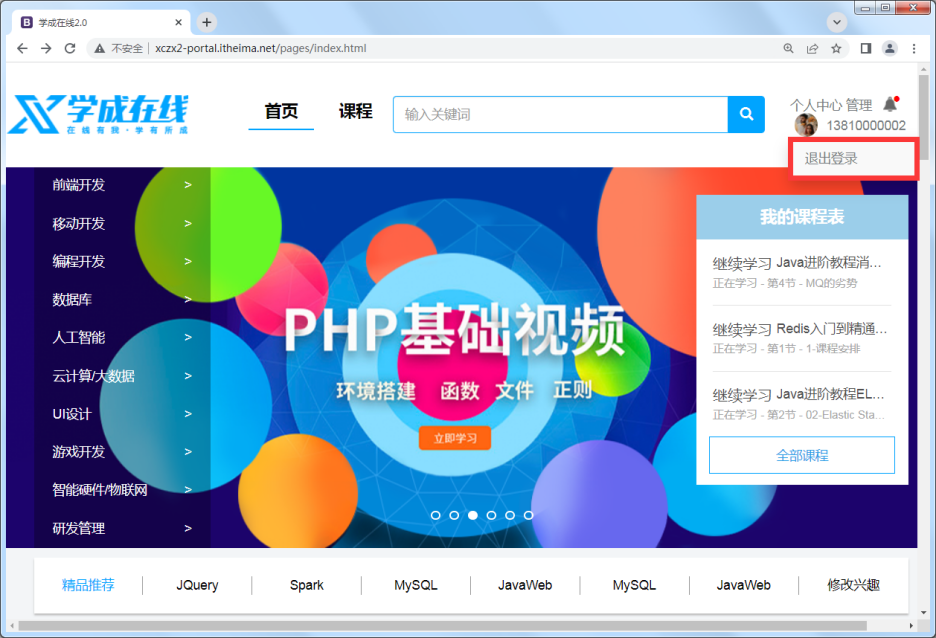 学成在线2.0
不安全 xczx2-portal.itheima.net/pages/index.html
学成在线
在线有我·学有所成
首页
课程
输入关键词
个人中心 管理
13810000002
退出登录
前端开发 >
移动开发 >
编程开发 >
数据库 >
人工智能 >
云计算/大数据 >
UI设计 >
游戏开发 >
智能硬件/物联网 >
研发管理 >
PHP基础视频
环境搭建 函数 文件 正则
立即学习
我的课程表
继续学习 Java进阶教程消...
正在学习 - 第4节 - MQ的劣势
继续学习 Redis入门到精通...
正在学习 - 第1节 - 1-课程安排
继续学习 Java进阶教程EL...
正在学习 - 第2节 - 02-Elastic Sta...
全部课程
精品推荐 JQuery Spark MySQL JavaWeb MySQL JavaWeb 修改兴趣